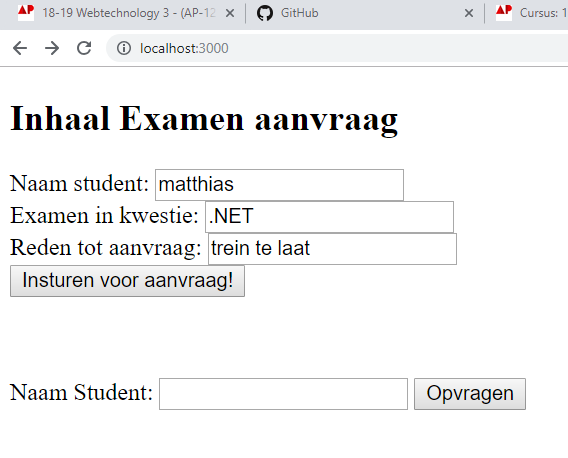 18-19 Webtechnology 3 - (AP-12 GitHub Cursus: 1
localhost:3000
Inhaal Examen aanvraag
Naam student: matthias
Examen in kwestie: .NET
Reden tot aanvraag: trein te laat
Insturen voor aanvraag!
Naam Student: Opvragen